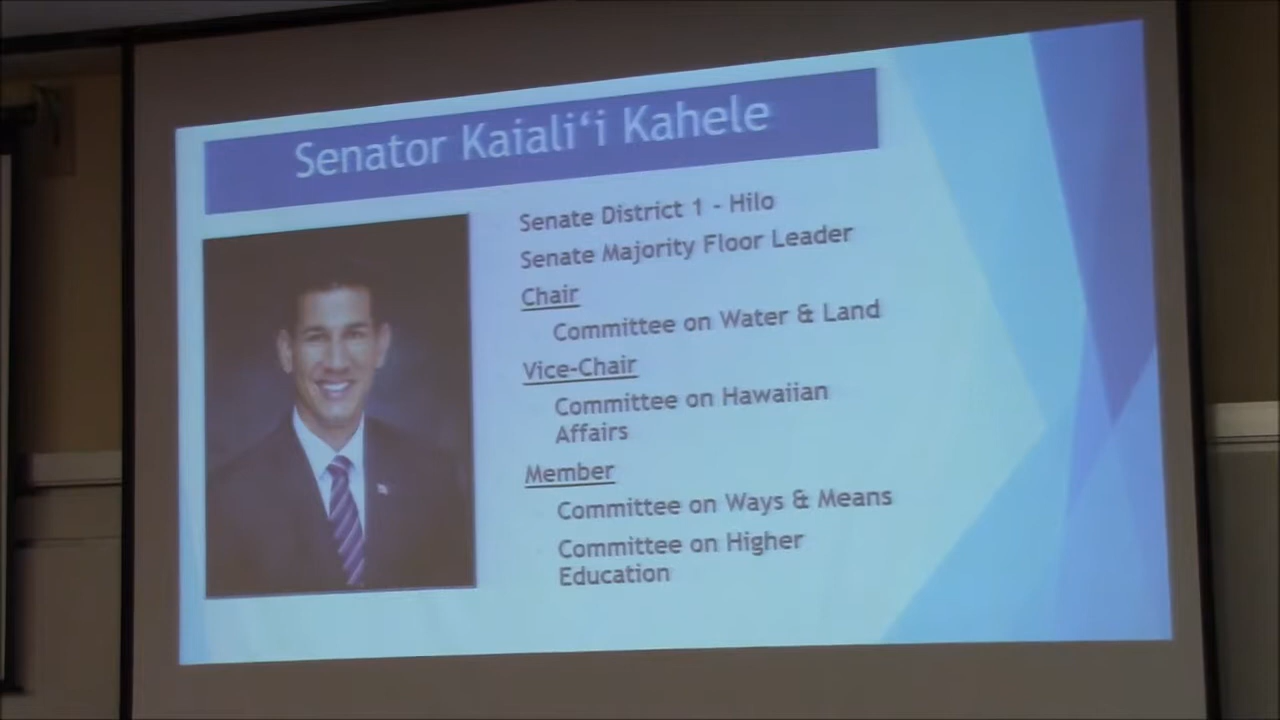 Senator Kaiali‘i Kahele
Senate District 1 - Hilo
Senate Majority Floor Leader
Chair
Committee on Water & Land
Vice-Chair
Committee on Hawaiian
Affairs
Member
Committee on Ways & Means
Committee on Higher
Education